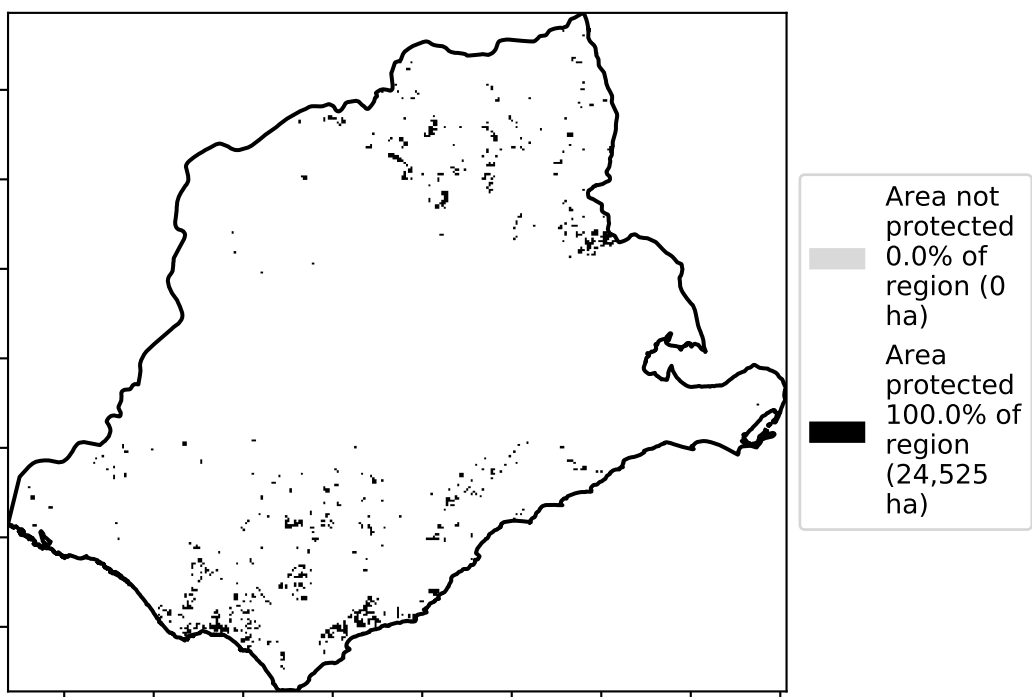 Area not
protected
0.0% of
region (0
ha)
Area
protected
100.0% of
region
(24,525
ha)